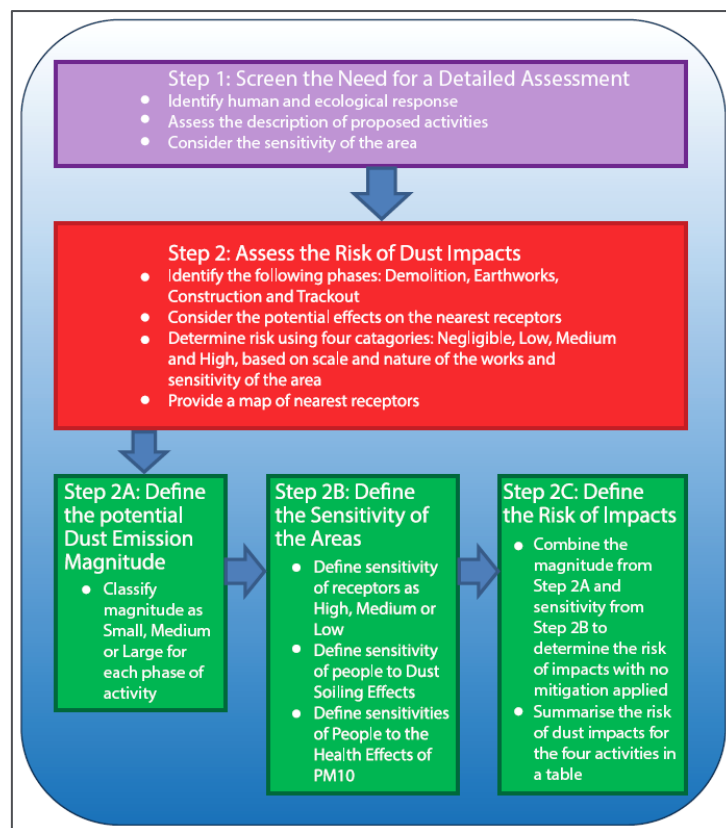 Step 1: Screen the Need for a Detailed Assessment
● Identify human and ecological response
● Assess the description of proposed activities
● Consider the sensitivity of the area
Step 2: Assess the Risk of Dust Impacts
● Identify the following phases: Demolition, Earthworks,
Construction and Trackout
● Consider the potential effects on the nearest receptors
● Determine risk using four catagories: Negligible, Low, Medium
and High, based on scale and nature of the works and
sensitivity of the area
● Provide a map of nearest receptors
Step 2A: Define
the potential
Dust Emission
Magnitude
● Classify
magnitude as
Small, Medium
or Large for
each phase of
activity
Step 2B: Define
the Sensitivity of
the Areas
● Define sensitivity
of receptors as
High, Medium or
Low
● Define sensitivity
of people to Dust
Soiling Effects
● Define sensitivities
of People to the
Health Effects of
PM10
Step 2C: Define
the Risk of Impacts
● Combine the
magnitude from
Step 2A and
sensitivity from
Step 2B to
determine the risk
of impacts with no
mitigation applied
● Summarise the risk
of dust impacts for
the four activities in
a table